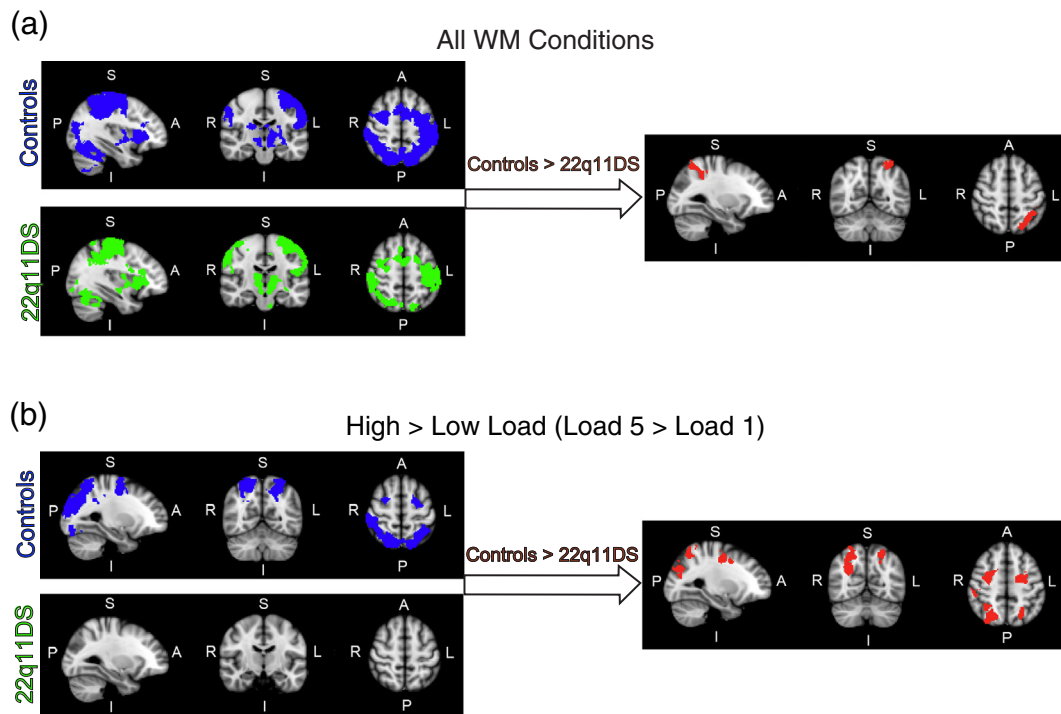 (a)
All WM Conditions
Controls
S S A
P A R L R L
I P
22q11DS
S S A
P A R L R L
I I P
Controls > 22q11DS
S S A
P A R L R L
I I P
(b)
High > Low Load (Load 5 > Load 1)
Controls
S S A
P A R L R L
I I P
22q11DS
S S A
P A R L R L
I I P
Controls > 22q11DS
S S A
P A R L R L
I I P